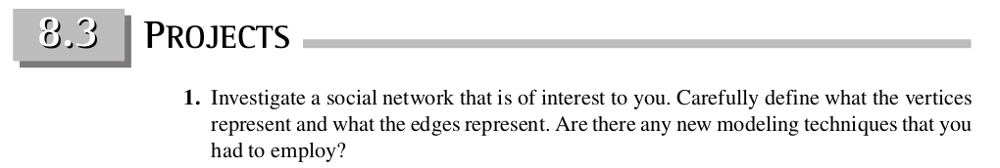 8.3 PROJECTS
1. Investigate a social network that is of interest to you. Carefully define what the vertices
represent and what the edges represent. Are there any new modeling techniques that you
had to employ?